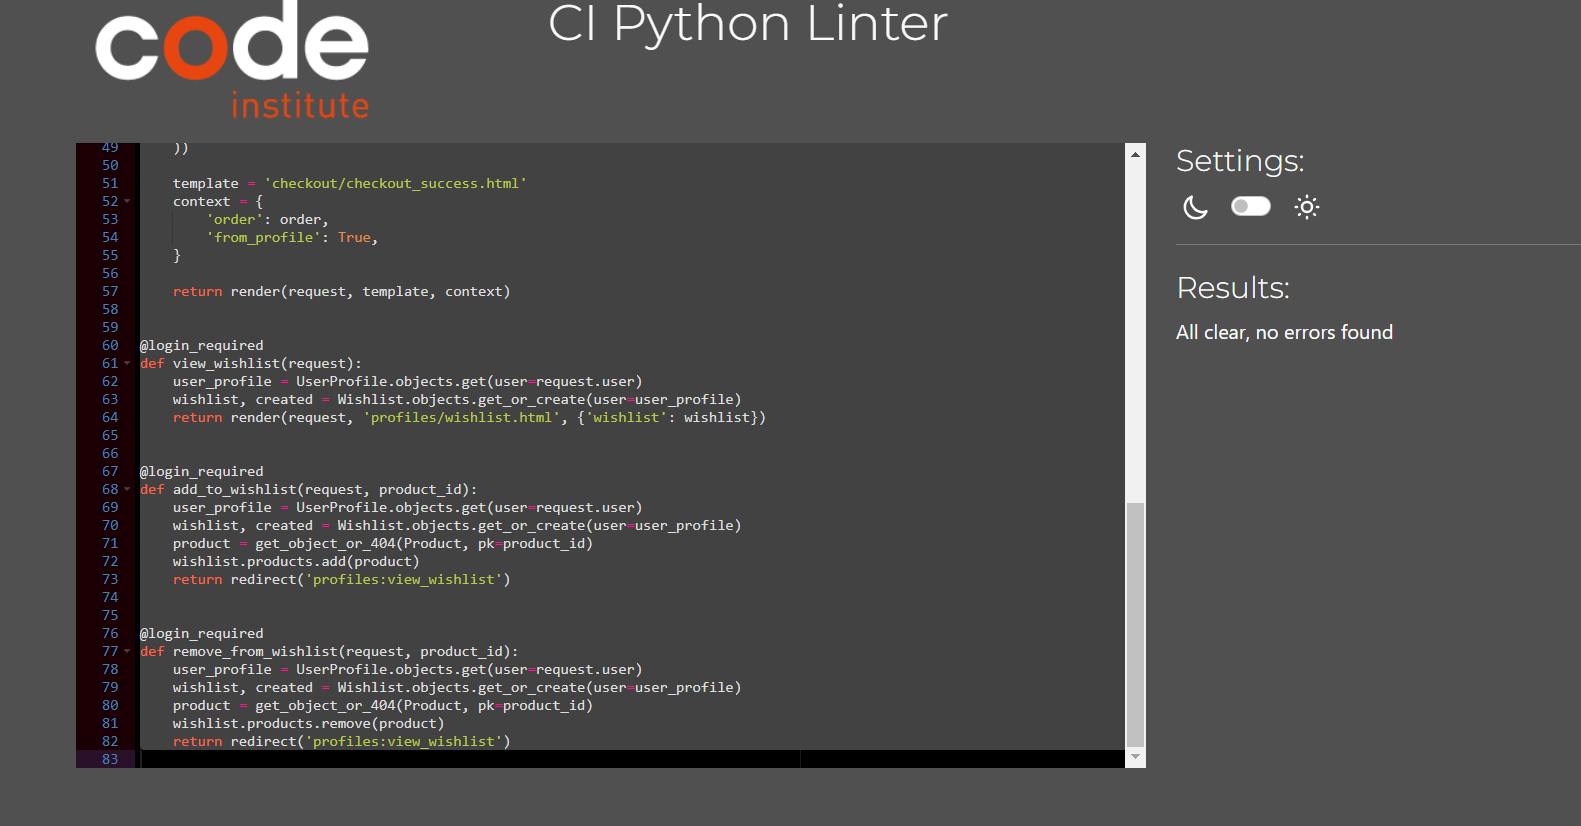 code
institute
CI Python Linter
49 ))
50
51 template = 'checkout/checkout_success.html'
52 context = {
53 'order': order,
54 'from_profile': True,
55 }
56
57 return render(request, template, context)
58
59
60 @login_required
61 def view_wishlist(request):
62 user_profile = UserProfile.objects.get(user=request.user)
63 wishlist, created = Wishlist.objects.get_or_create(user=user_profile)
64 return render(request, 'profiles/wishlist.html', {'wishlist': wishlist})
65
66
67 @login_required
68 def add_to_wishlist(request, product_id):
69 user_profile = UserProfile.objects.get(user=request.user)
70 wishlist, created = Wishlist.objects.get_or_create(user=user_profile)
71 product = get_object_or_404(Product, pk=product_id)
72 wishlist.products.add(product)
73 return redirect('profiles:view_wishlist')
74
75
76 @login_required
77 def remove_from_wishlist(request, product_id):
78 user_profile = UserProfile.objects.get(user=request.user)
79 wishlist, created = Wishlist.objects.get_or_create(user=user_profile)
80 product = get_object_or_404(Product, pk=product_id)
81 wishlist.products.remove(product)
82 return redirect('profiles:view_wishlist')
83
Settings:
Results:
All clear, no errors found